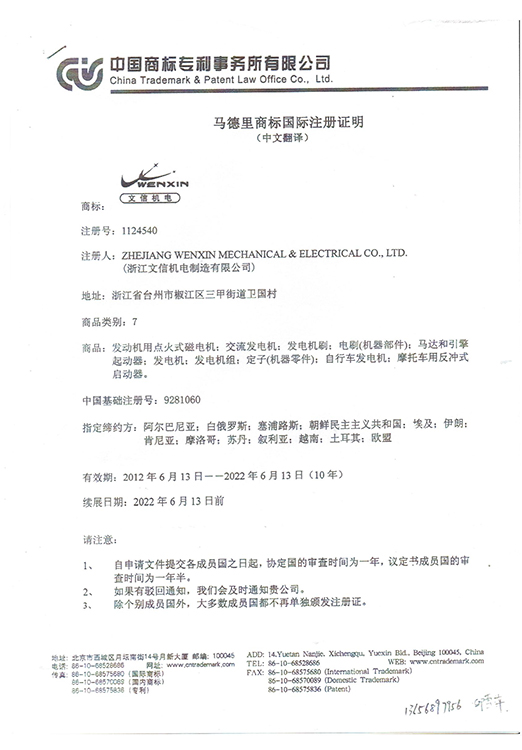 中国商标专利事务所有限公司
China Trademark & Patent Law Office Co., Ltd.
马德里商标国际注册证明
（中文翻译）
WENXIN
文信机电
商标：
注册号：1124540
注册人：ZHEJIANG WENXIN MECHANICAL & ELECTRICAL CO., LTD.
(浙江文信机电制造有限公司)
地址：浙江省台州市椒江区三甲街道卫国村
商品类别：7
商品：发动机用点火式磁电机；交流发电机；发电机刷；电刷(机器部件)；马达和引擎
起动器；发电机；发电机组；定子(机器零件)；自行车发电机；摩托车用反冲式
启动器。
中国基础注册号：9281060
指定缔约方：阿尔巴尼亚；白俄罗斯；塞浦路斯；朝鲜民主主义共和国；埃及；伊朗；
肯尼亚；摩洛哥；苏丹；叙利亚；越南；土耳其；欧盟
有效期：2012 年 6 月 13 日－－2022 年 6 月 13 日（10 年）
续展日期：2022 年 6 月 13 日前
请注意：
1、 自申请文件提交各成员国之日起，协定国的审查时间为一年，议定书成员国的审
查时间为一年半。
2、 如果有驳回通知，我们会及时通知贵公司。
3、 除个别成员国外，大多数成员国都不再单独颁发注册证。
地址：北京市西城区月坛南街14号月新大厦 邮编：100045
电话：86-10-68528686 网址：www.cntrademark.com
传真：86-10-68575680（国际商标）
86-10-68570089（国内商标）
86-10-68575836（专利）
ADD: 14.Yuetan Nanjie, Xichengqu, Yuexin Bld., Beijing 100045, China
TEL: 86-10-68528686 WEB: www.cntrademark.com
FAX: 86-10-68575680 (International Trademark)
86-10-68570089 (Domestic Trademark)
86-10-68575836 (Patent)
13656897956